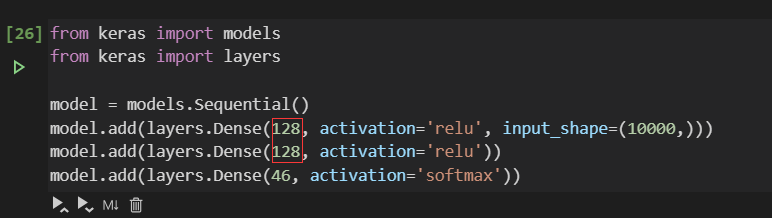 [26] from keras import models
from keras import layers
model = models.Sequential()
model.add(layers.Dense(128, activation='relu', input_shape=(10000,)))
model.add(layers.Dense(128, activation='relu'))
model.add(layers.Dense(46, activation='softmax'))
M↓